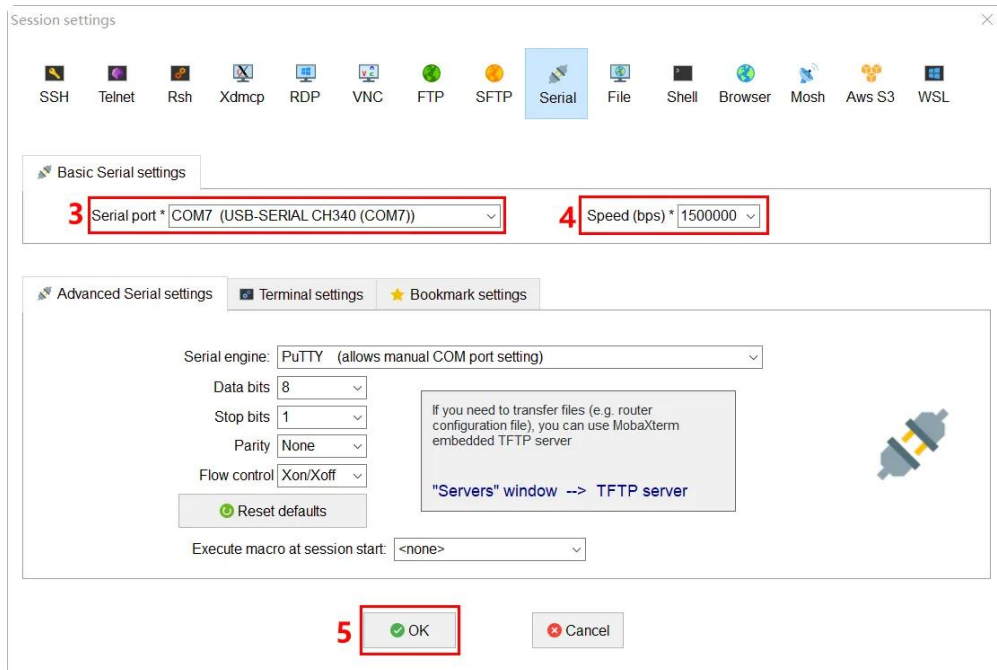 Session settings
SSH Telnet Rsh Xdmcp RDP VNC FTP SFTP Serial File Shell Browser Mosh Aws S3 WSL
Basic Serial settings
3 Serial port * COM7 (USB-SERIAL CH340 (COM7)) 4 Speed (bps) * 1500000
Advanced Serial settings Terminal settings Bookmark settings
Serial engine: PuTTY (allows manual COM port setting)
Data bits 8
Stop bits 1
Parity None
Flow control Xon/Xoff
Reset defaults
If you need to transfer files (e.g. router
configuration file), you can use MobaXterm
embedded TFTP server
"Servers" window --> TFTP server
Execute macro at session start: <none>
5 OK Cancel